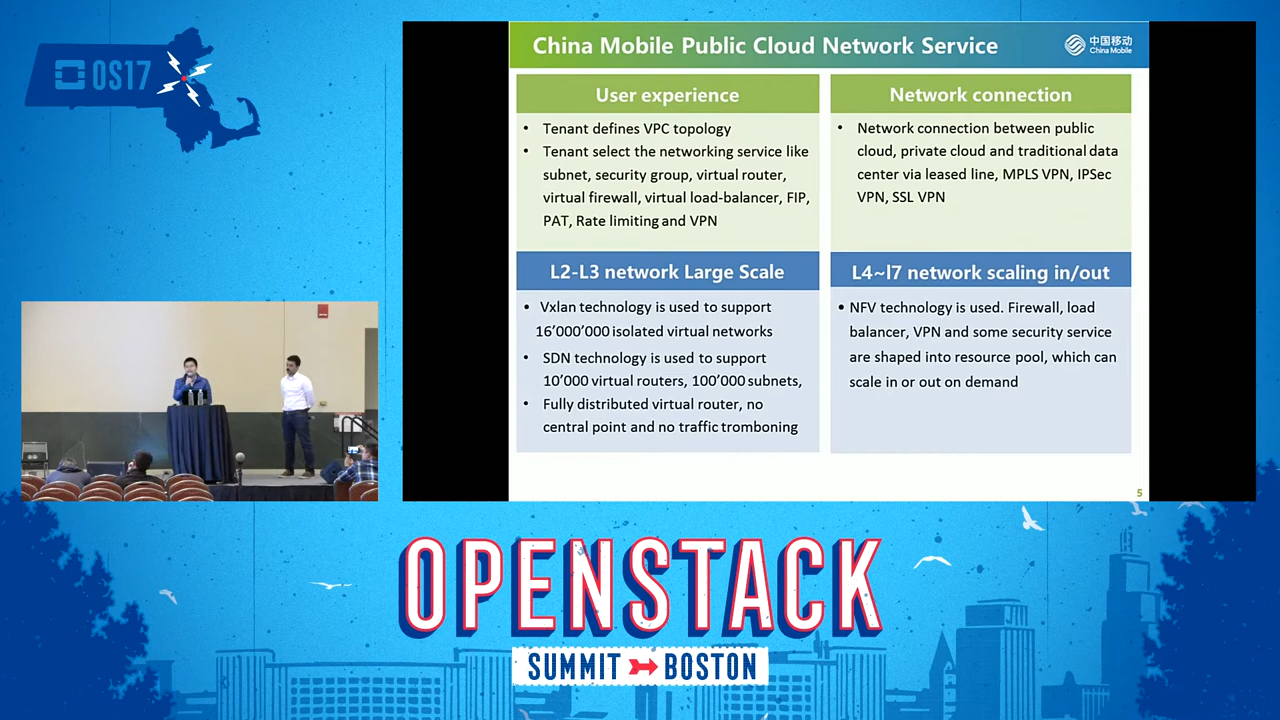 OS17
China Mobile Public Cloud Network Service
中国移动
China Mobile
User experience
• Tenant defines VPC topology
• Tenant select the networking service like
subnet, security group, virtual router,
virtual firewall, virtual load-balancer, FIP,
PAT, Rate limiting and VPN
Network connection
• Network connection between public
cloud, private cloud and traditional data
center via leased line, MPLS VPN, IPSec
VPN, SSL VPN
L2-L3 network Large Scale
• Vxlan technology is used to support
16’000’000 isolated virtual networks
• SDN technology is used to support
10’000 virtual routers, 100’000 subnets,
• Fully distributed virtual router, no
central point and no traffic tromboning
L4~l7 network scaling in/out
• NFV technology is used. Firewall, load
balancer, VPN and some security service
are shaped into resource pool, which can
scale in or out on demand
5
OPENSTACK
SUMMIT BOSTON